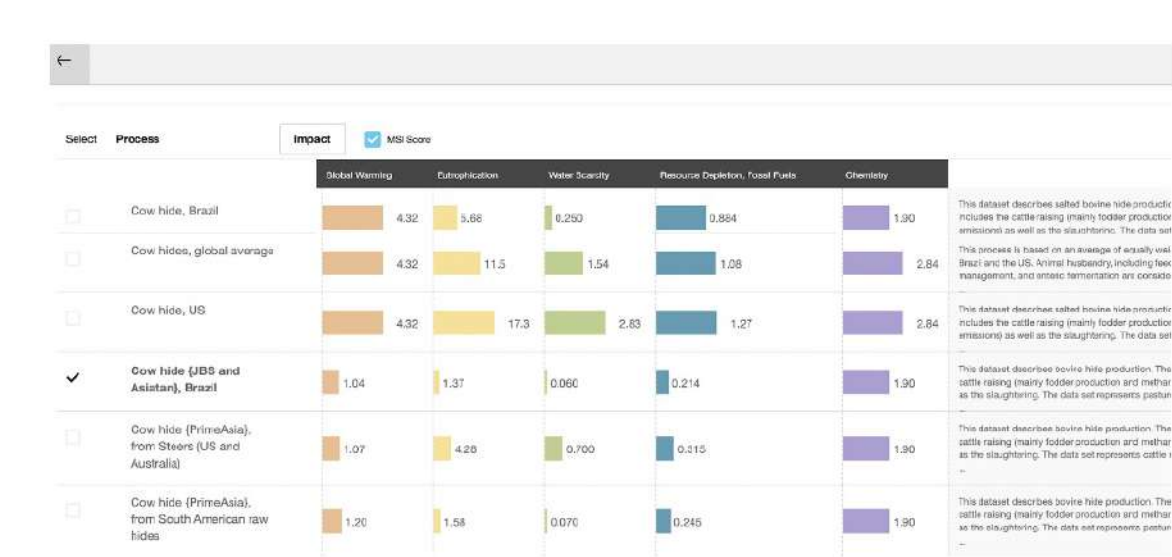 ←
Select Process Impact MSI Score
Global Warming Eutrophication Water Scarcity Resource Depletion, Fossil Fuels Chemistry
Cow hide, Brazil 4.32 5.68 0.250 0.884 1.90
This dataset describes salted bovine hide productio
includes the cattle raising (mainly fodder production
emissions) as well as the slaughtering. The data set
Cow hides, global average 4.32 11.5 1.54 1.08 2.84
This process is based on an average of equally wei
Brazil and the US. Animal husbandry, including feed
management, and enteric fermentation are conside
...
Cow hide, US 4.32 17.3 2.83 1.27 2.84
This dataset describes salted bovine hide productio
includes the cattle raising (mainly fodder production
emissions) as well as the slaughtering. The data set
...
Cow hide {JBS and
Asiatan}, Brazil 1.04 1.37 0.060 0.214 1.90
This dataset describes bovine hide production. The
cattle raising (mainly fodder production and methan
as the slaughtering. The data set represents pasture
...
Cow hide {PrimeAsia},
from Steers (US and
Australia) 1.07 4.28 0.700 0.315 1.90
This dataset describes bovine hide production. The
cattle raising (mainly fodder production and methan
as the slaughtering. The data set represents cattle
...
Cow hide {PrimeAsia},
from South American raw
hides 1.20 1.58 0.070 0.245 1.90
This dataset describes bovine hide production. The
cattle raising (mainly fodder production and methan
as the slaughtering. The data set represents pasture
...